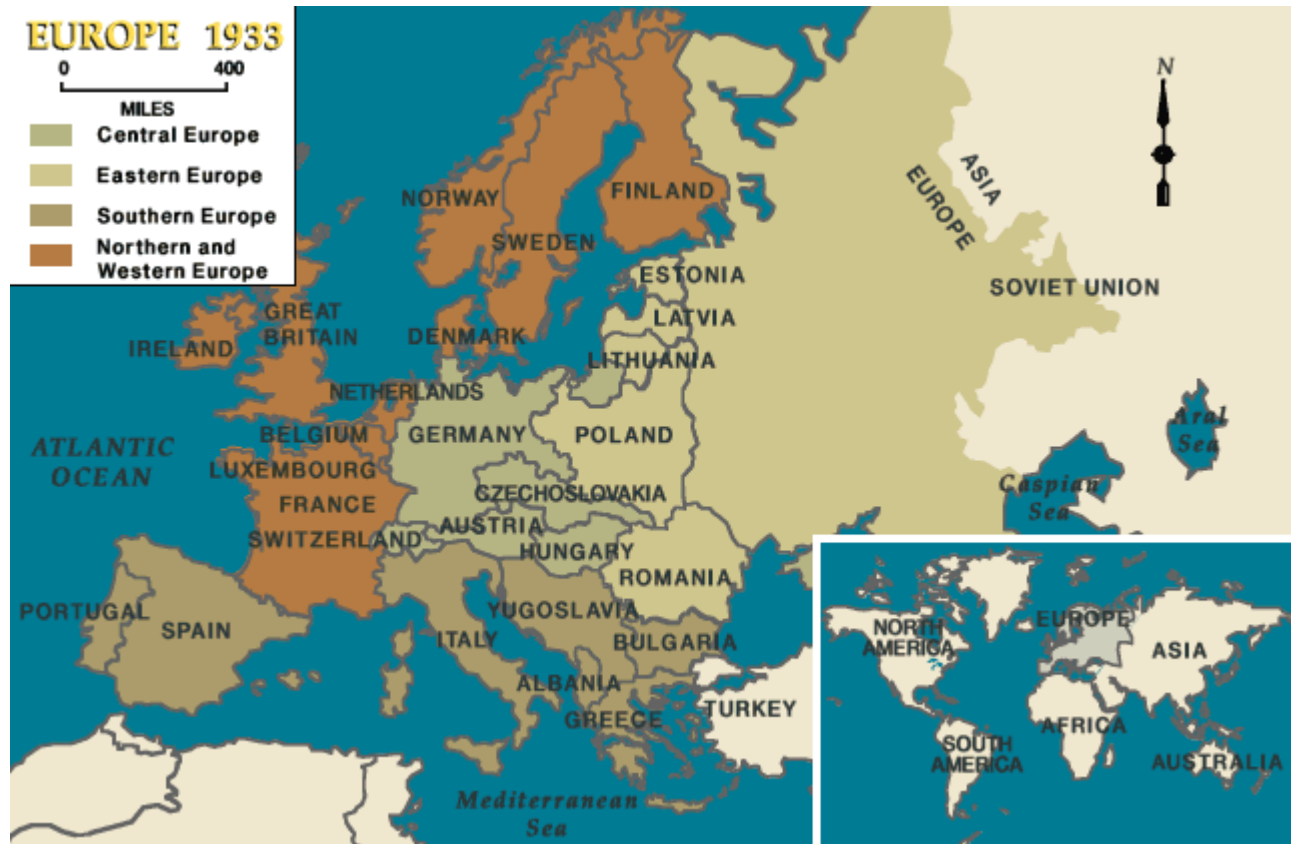 EUROPE 1933
0 400
MILES
Central Europe
Eastern Europe
Southern Europe
Northern and
Western Europe
N
ASIA
EUROPE
SOVIET UNION
NORWAY
FINLAND
SWEDEN
ESTONIA
LATVIA
LITHUANIA
GREAT
BRITAIN
IRELAND
DENMARK
NETHERLANDS
BELGIUM
GERMANY
POLAND
ATLANTIC
OCEAN
LUXEMBOURG
FRANCE
CZECHOSLOVAKIA
SWITZERLAND
AUSTRIA
HUNGARY
ROMANIA
Aral
Sea
Caspian
Sea
PORTUGAL
SPAIN
ITALY
YUGOSLAVIA
BULGARIA
ALBANIA
GREECE
TURKEY
Mediterranean
Sea
NORTH
AMERICA
EUROPE
ASIA
AFRICA
SOUTH
AMERICA
AUSTRALIA